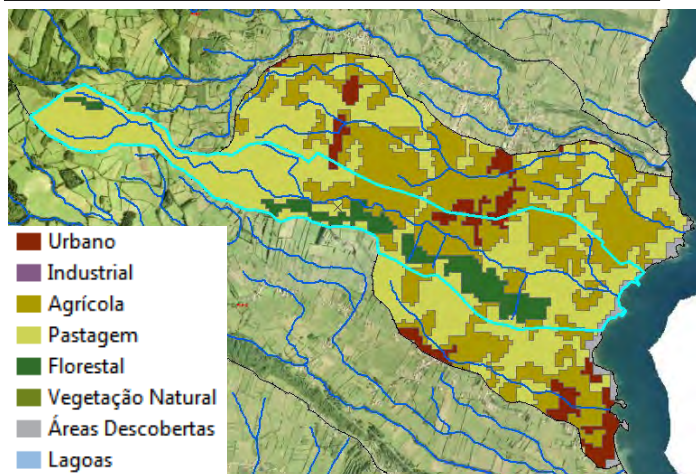 Urbano
Industrial
Agrícola
Pastagem
Florestal
Vegetação Natural
Áreas Descobertas
Lagoas